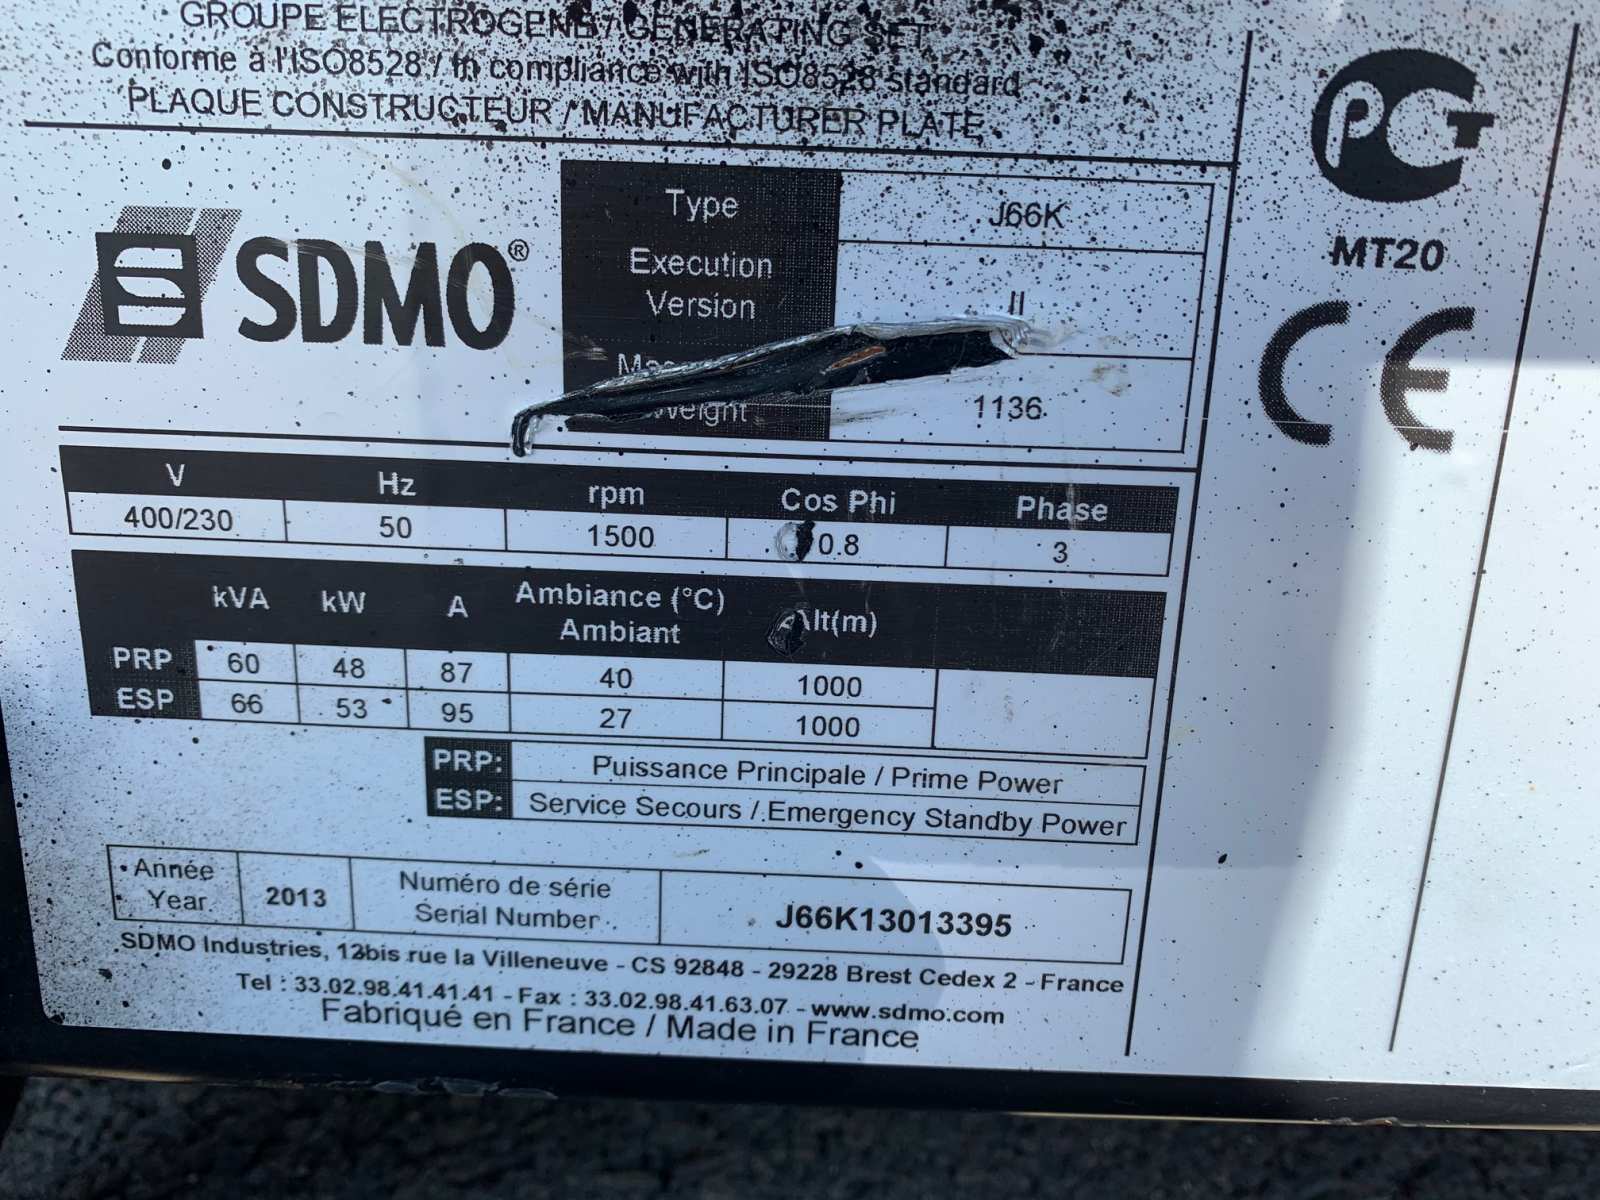 GROUPE ELECTROGENE / GENERATING SET
Conforme à l'ISO8528 / In compliance with ISO8528 standard
PLAQUE CONSTRUCTEUR / MANUFACTURER PLATE
SDMO®
Type J66K
Execution Version II
Weight 1136
PCT
MT20
CE
V Hz rpm Cos Phi Phase
400/230 50 1500 0.8 3
kVA kW A Ambiance (°C) Ambiant Alt(m)
PRP 60 48 87 40 1000
ESP 66 53 95 27 1000
PRP: Puissance Principale / Prime Power
ESP: Service Secours / Emergency Standby Power
Année Year 2013 Numéro de série Serial Number J66K13013395
SDMO Industries, 12bis rue la Villeneuve - CS 92848 - 29228 Brest Cedex 2 - France
Tel : 33.02.98.41.41.41 - Fax : 33.02.98.41.63.07 - www.sdmo.com
Fabriqué en France / Made in France